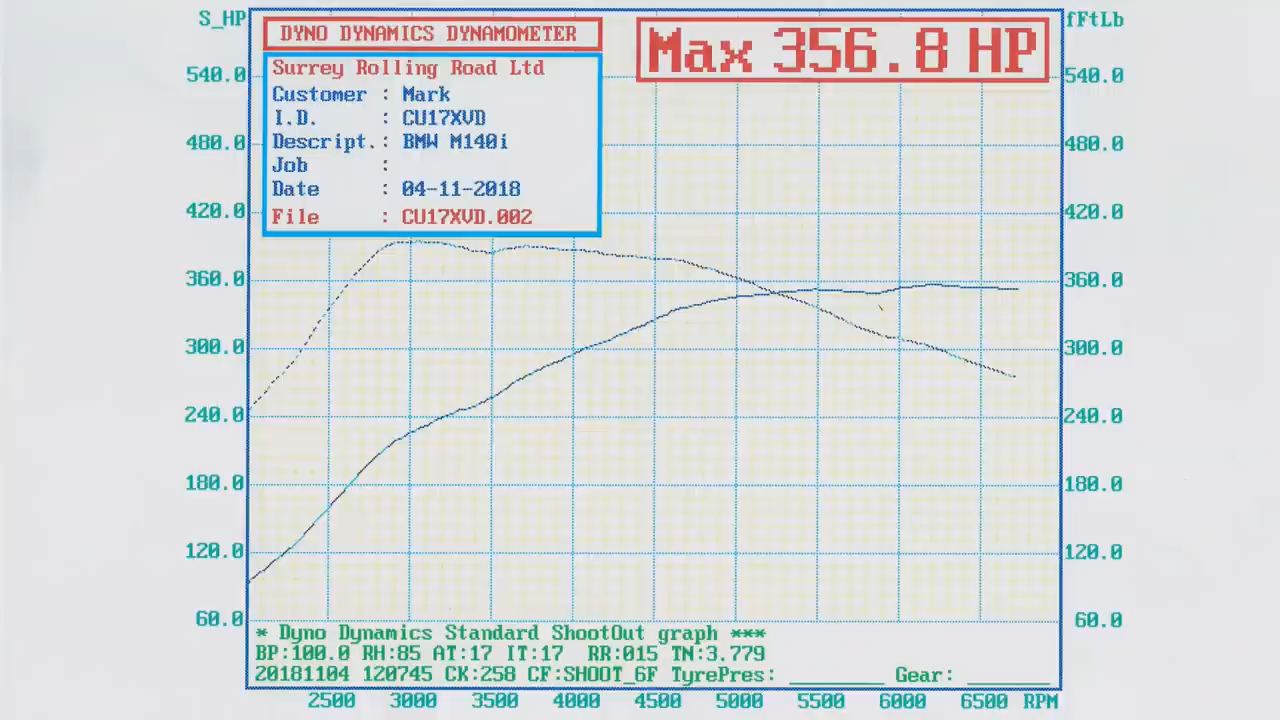 S_HP
DYNO DYNAMICS DYNAMOMETER
Max 356.8 HP
fFtLb
Surrey Rolling Road Ltd
Customer : Mark
I.D. : CU17XVD
Descript.: BMW M140i
Job :
Date : 04-11-2018
File : CU17XVD.002
540.0 540.0
480.0 480.0
420.0 420.0
360.0 360.0
300.0 300.0
240.0 240.0
180.0 180.0
120.0 120.0
60.0 60.0
* Dyno Dynamics Standard ShootOut graph ***
BP:100.0 RH:85 AT:17 IT:17 RR:015 TN:3.779
20181104 120745 CK:258 CF:SHOOT_6F TyrePres: ________ Gear: _______
2500 3000 3500 4000 4500 5000 5500 6000 6500 RPM